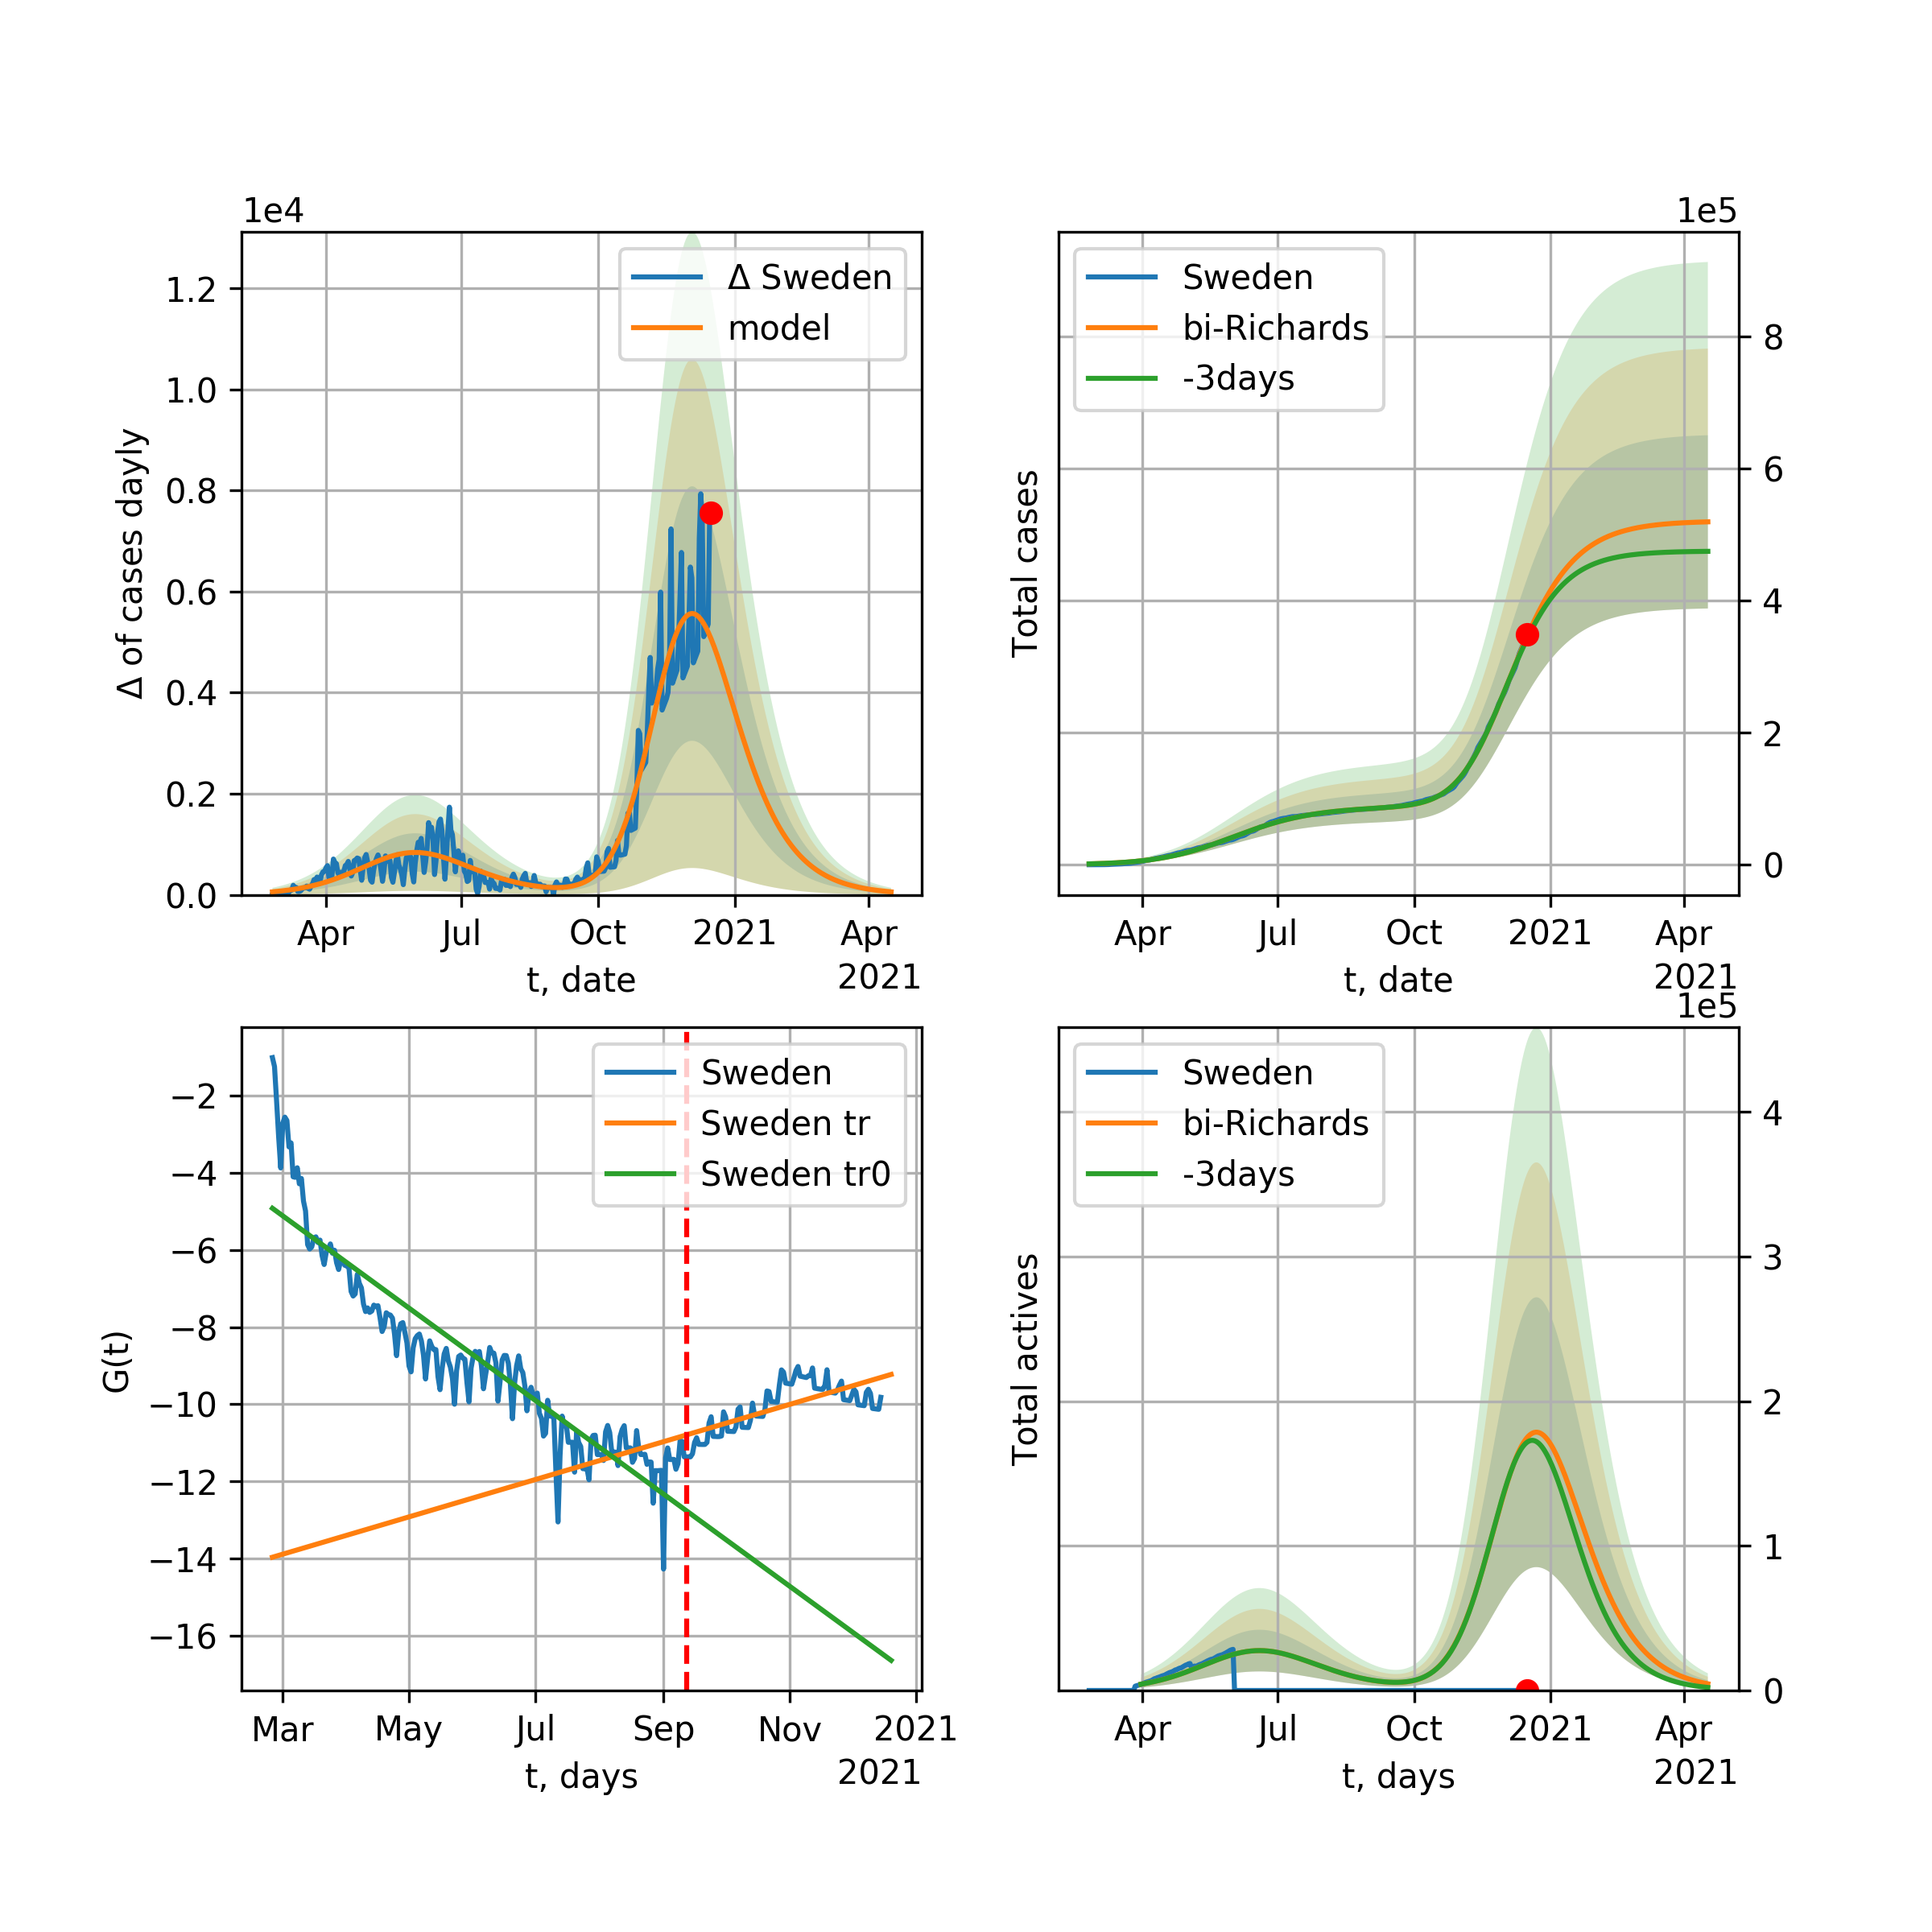 1e4
Δ of cases dayly
1.2
1.0
0.8
0.6
0.4
0.2
0.0
Δ Sweden
model
Apr
Jul
Oct
2021
Apr
t, date
2021
1e5
Total cases
Sweden
bi-Richards
-3days
8
6
4
2
0
Apr
Jul
Oct
2021
Apr
t, date
2021
G(t)
−2
−4
−6
−8
−10
−12
−14
−16
Sweden
Sweden tr
Sweden tr0
Mar
May
Jul
Sep
Nov
2021
t, days
2021
1e5
Total actives
Sweden
bi-Richards
-3days
4
3
2
1
0
Apr
Jul
Oct
2021
Apr
t, days
2021